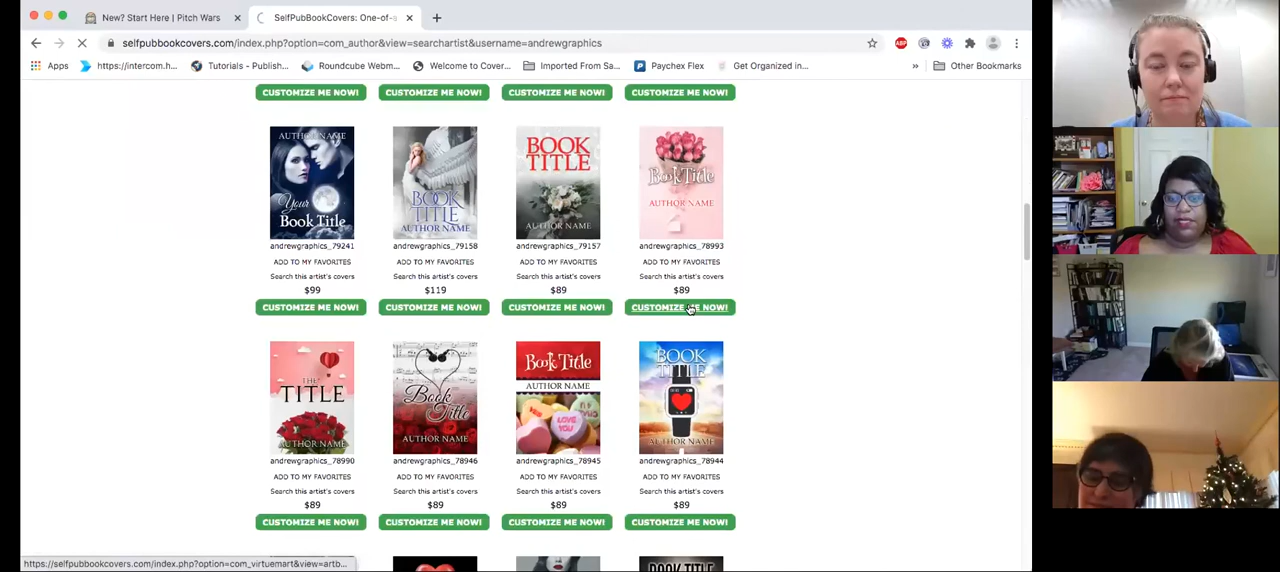 New? Start Here | Pitch Wars
SelfPubBookCovers: One-of-a
selfpubbookcovers.com/index.php?option=com_author&view=searchartist&username=andrewgraphics
ABP
Apps https://intercom.h... Tutorials - Publish... Roundcube Webm... Welcome to Cover... Imported From Sa... Paychex Flex Get Organized in... » Other Bookmarks
CUSTOMIZE ME NOW! CUSTOMIZE ME NOW! CUSTOMIZE ME NOW! CUSTOMIZE ME NOW!
AUTHOR NAME
Your
Book Title
BOOK
TITLE
AUTHOR NAME
BOOK
TITLE
AUTHOR NAME
Book Title
AUTHOR NAME
andrewgraphics_79241 andrewgraphics_79158 andrewgraphics_79157 andrewgraphics_78993
ADD TO MY FAVORITES ADD TO MY FAVORITES ADD TO MY FAVORITES ADD TO MY FAVORITES
Search this artist's covers Search this artist's covers Search this artist's covers Search this artist's covers
$99 $119 $89 $89
CUSTOMIZE ME NOW! CUSTOMIZE ME NOW! CUSTOMIZE ME NOW! CUSTOMIZE ME NOW!
THE
TITLE
AUTHOR NAME
Book
Title
AUTHOR NAME
Book Title
AUTHOR NAME
YES
LOVE
YOU
BOOK
TITLE
AUTHOR NAME
andrewgraphics_78990 andrewgraphics_78946 andrewgraphics_78945 andrewgraphics_78944
ADD TO MY FAVORITES ADD TO MY FAVORITES ADD TO MY FAVORITES ADD TO MY FAVORITES
Search this artist's covers Search this artist's covers Search this artist's covers Search this artist's covers
$89 $89 $89 $89
CUSTOMIZE ME NOW! CUSTOMIZE ME NOW! CUSTOMIZE ME NOW! CUSTOMIZE ME NOW!
BOOK TITLE
https://selfpubbookcovers.com/index.php?option=com_virtuemart&view=artb...